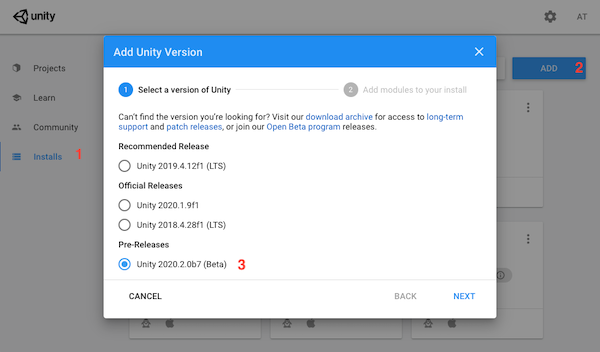 unity
AT
Projects
Learn
Community
Installs 1
ADD 2
Add Unity Version
1 Select a version of Unity
2 Add modules to your install
Can't find the version you're looking for? Visit our download archive for access to long-term
support and patch releases, or join our Open Beta program releases.
Recommended Release
Unity 2019.4.12f1 (LTS)
Official Releases
Unity 2020.1.9f1
Unity 2018.4.28f1 (LTS)
Pre-Releases
Unity 2020.2.0b7 (Beta) 3
CANCEL
BACK
NEXT